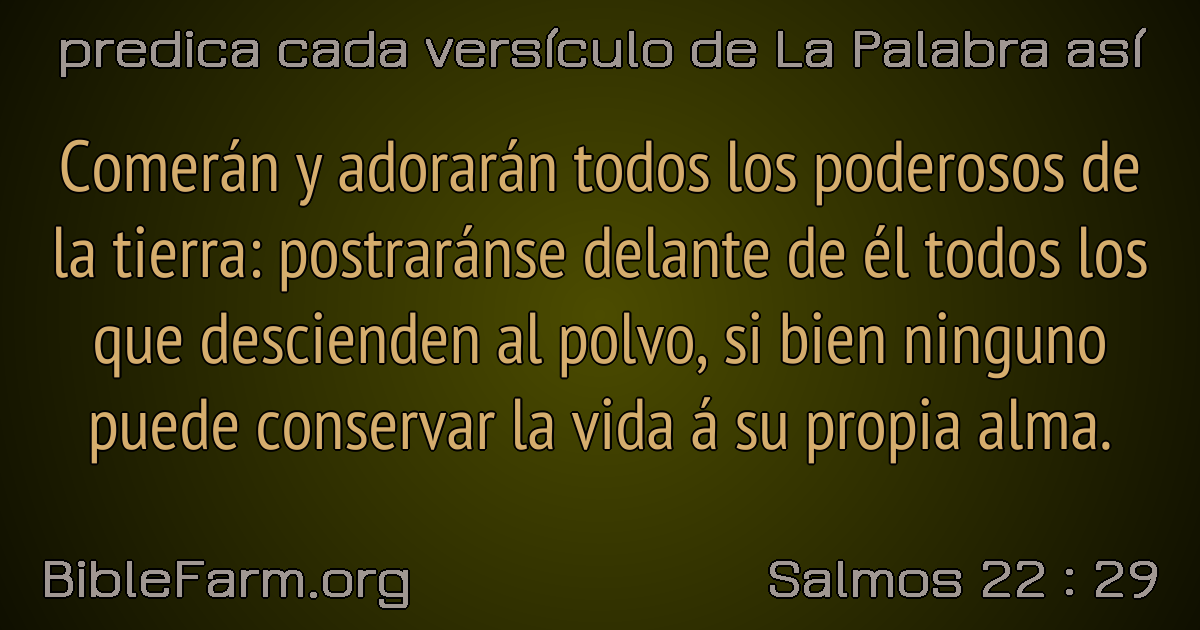 predica cada versículo de La Palabra así
Comerán y adorarán todos los poderosos de
la tierra: postraránse delante de él todos los
que descienden al polvo, si bien ninguno
puede conservar la vida á su propia alma.
BibleFarm.org
Salmos 22 : 29